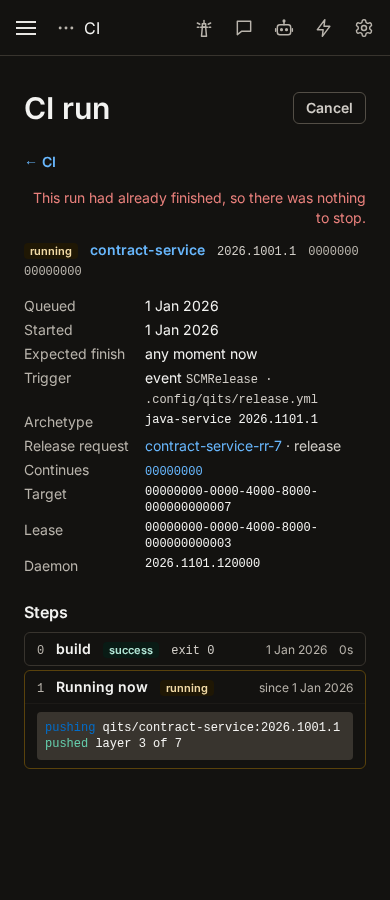 ··· CI
CI run
Cancel
← CI
This run had already finished, so there was nothing
to stop.
running contract-service 2026.1001.1 0000000
00000000
Queued 1 Jan 2026
Started 1 Jan 2026
Expected finish any moment now
Trigger event SCMRelease ·
.config/qits/release.yml
Archetype java-service 2026.1101.1
Release request contract-service-rr-7 · release
Continues 00000000
Target 00000000-0000-4000-8000-
000000000007
Lease 00000000-0000-4000-8000-
000000000003
Daemon 2026.1101.120000
Steps
0 build success exit 0 1 Jan 2026 0s
1 Running now running since 1 Jan 2026
pushing qits/contract-service:2026.1001.1
pushed layer 3 of 7